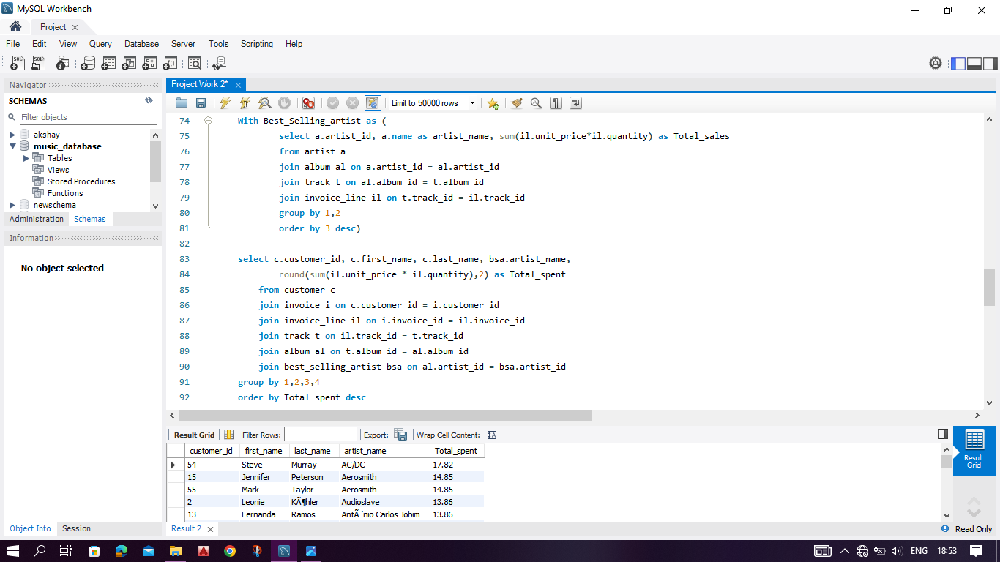 MySQL Workbench
Project
File Edit View Query Database Server Tools Scripting Help
Navigator
SCHEMAS
Filter objects
akshay
music_database
Tables
Views
Stored Procedures
Functions
newschema
Administration Schemas
Information
No object selected
Object Info Session
Project Work 2*
Limit to 50000 rows
74 With Best_Selling_artist as (
75 select a.artist_id, a.name as artist_name, sum(il.unit_price*il.quantity) as Total_sales
76 from artist a
77 join album al on a.artist_id = al.artist_id
78 join track t on al.album_id = t.album_id
79 join invoice_line il on t.track_id = il.track_id
80 group by 1,2
81 order by 3 desc)
82
83 select c.customer_id, c.first_name, c.last_name, bsa.artist_name,
84 round(sum(il.unit_price * il.quantity),2) as Total_spent
85 from customer c
86 join invoice i on c.customer_id = i.customer_id
87 join invoice_line il on i.invoice_id = il.invoice_id
88 join track t on il.track_id = t.track_id
89 join album al on t.album_id = al.album_id
90 join best_selling_artist bsa on al.artist_id = bsa.artist_id
91 group by 1,2,3,4
92 order by Total_spent desc
Result Grid Filter Rows: Export: Wrap Cell Content:
customer_id first_name last_name artist_name Total_spent
54 Steve Murray AC/DC 17.82
15 Jennifer Peterson Aerosmith 14.85
55 Mark Taylor Aerosmith 14.85
2 Leonie KÃ¶hler Audioslave 13.86
13 Fernanda Ramos AntÃ´nio Carlos Jobim 13.86
Result Grid
Result 2
Read Only
ENG 18:53